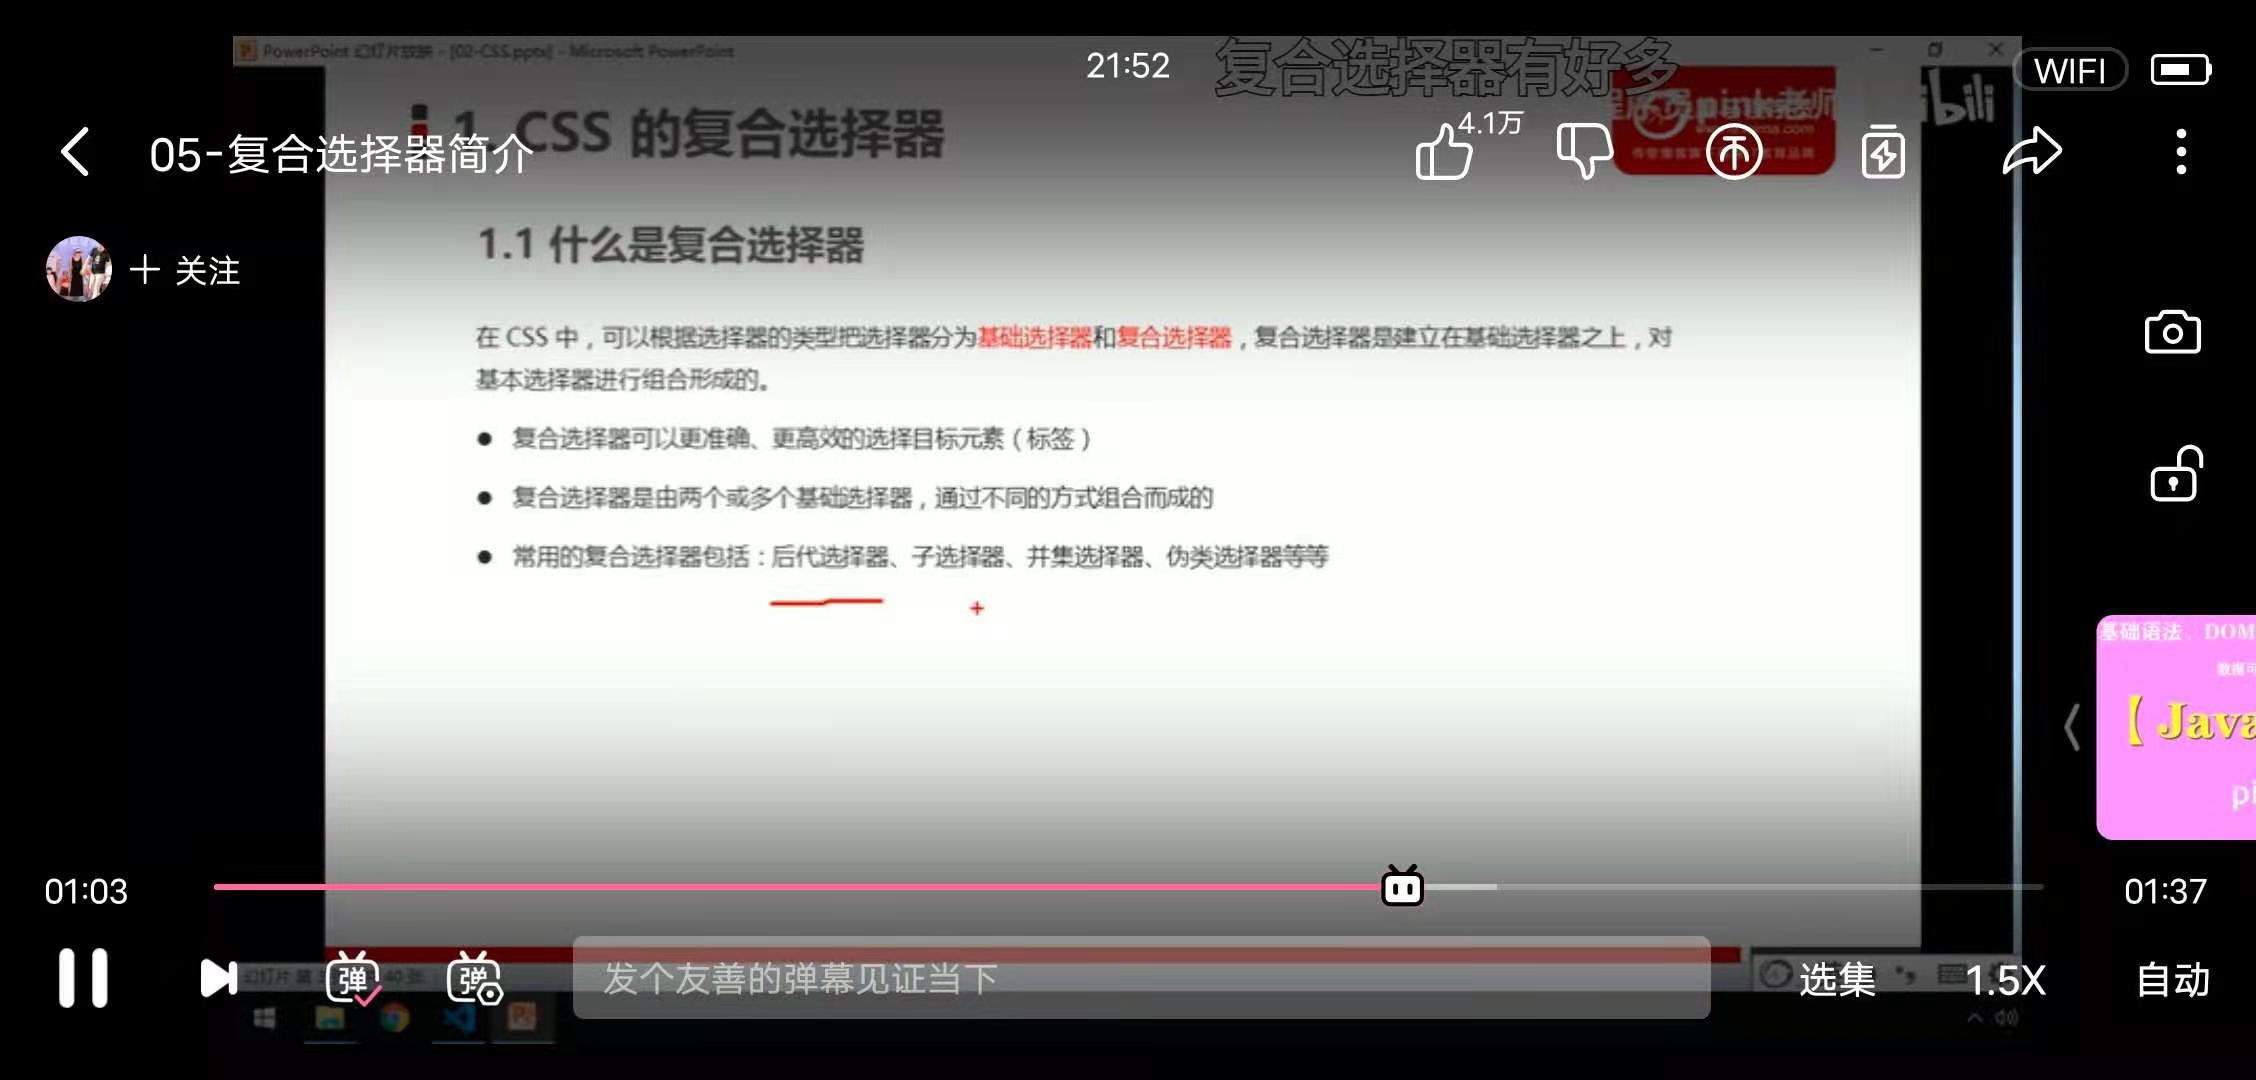 PowerPoint 幻灯片放映 - [02-CSS.pptx] - Microsoft PowerPoint
21:52
复合选择器有好多
WIFI
1. CSS 的复合选择器
程序员pink老师
05-复合选择器简介
4.1万
关注
1.1 什么是复合选择器
在 CSS 中，可以根据选择器的类型把选择器分为基础选择器和复合选择器，复合选择器是建立在基础选择器之上，对
基本选择器进行组合形成的。
● 复合选择器可以更准确、更高效的选择目标元素（标签）
● 复合选择器是由两个或多个基础选择器，通过不同的方式组合而成的
● 常用的复合选择器包括：后代选择器、子选择器、并集选择器、伪类选择器等等
基础语法、DOM
【Java
pi
01:03
01:37
弹
弹
发个友善的弹幕见证当下
选集
1.5X
自动